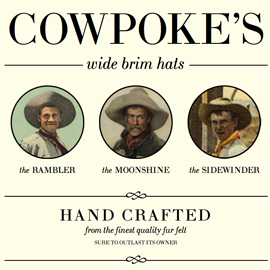 COWPOKE'S
wide brim hats
the RAMBLER the MOONSHINE the SIDEWINDER
HAND CRAFTED
from the finest quality fur felt
SURE TO OUTLAST ITS OWNER